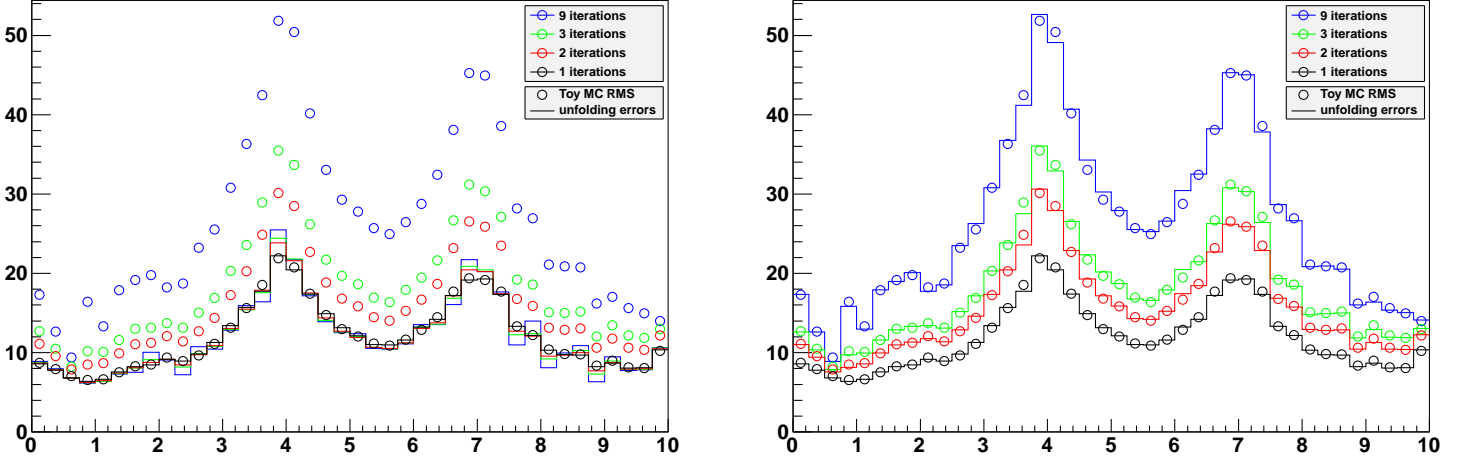 50
40
30
20
10
0
0 1 2 3 4 5 6 7 8 9 10
9 iterations
3 iterations
2 iterations
1 iterations
Toy MC RMS
unfolding errors
50
40
30
20
10
0
0 1 2 3 4 5 6 7 8 9 10
9 iterations
3 iterations
2 iterations
1 iterations
Toy MC RMS
unfolding errors